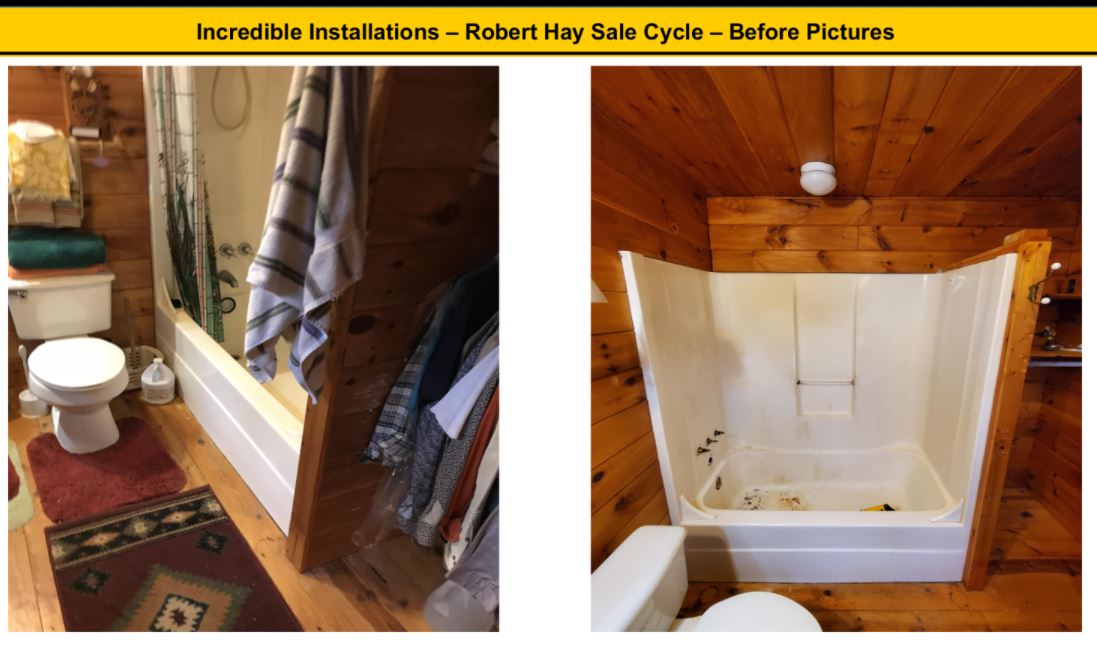 Incredible Installations – Robert Hay Sale Cycle – Before Pictures